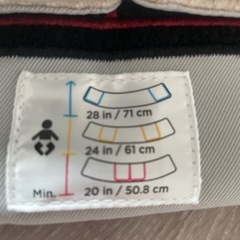 28 in / 71 cm
24 in / 61 cm
Min. 20 in / 50.8 cm